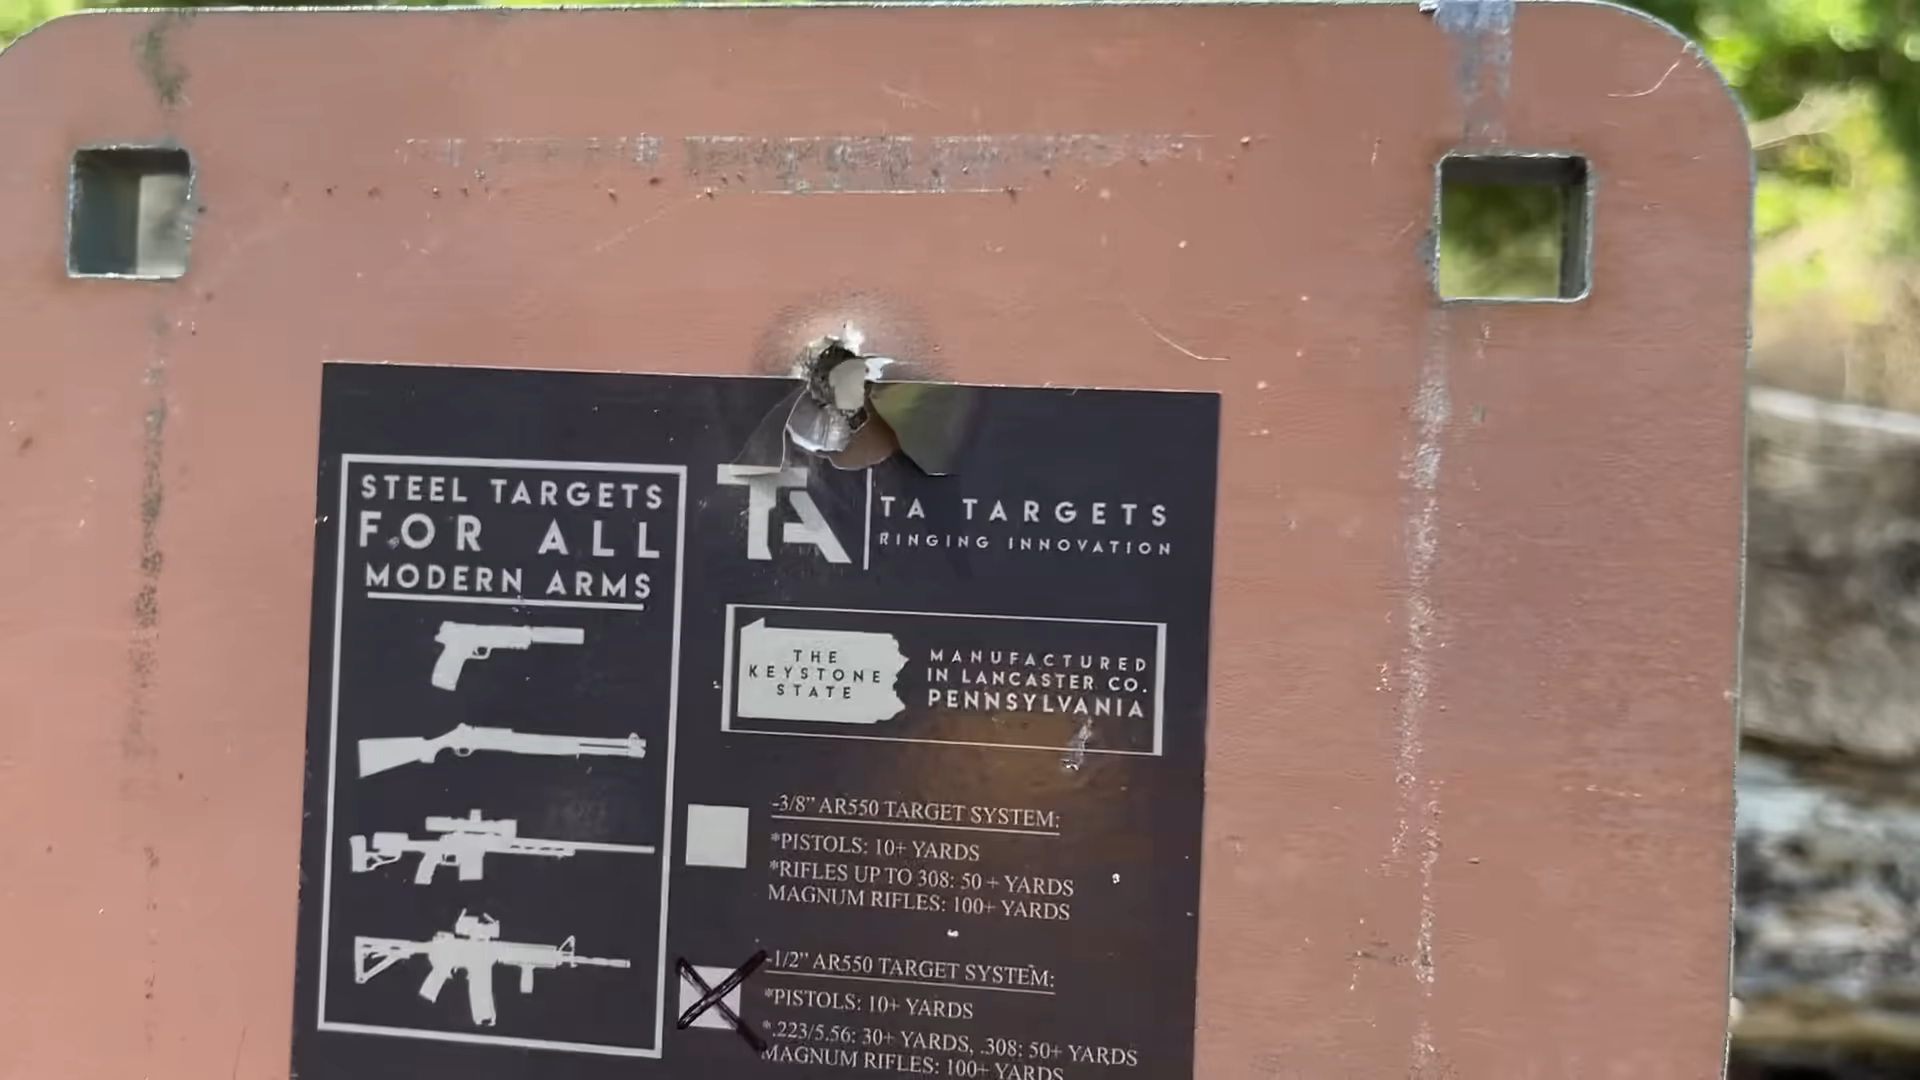 STEEL TARGETS
FOR ALL
MODERN ARMS
TA
TA TARGETS
RINGING INNOVATION
THE
KEYSTONE
STATE
MANUFACTURED
IN LANCASTER CO.
PENNSYLVANIA
-3/8" AR550 TARGET SYSTEM:
*PISTOLS: 10+ YARDS
*RIFLES UP TO 308: 50+ YARDS
MAGNUM RIFLES: 100+ YARDS
-1/2" AR550 TARGET SYSTEM:
*PISTOLS: 10+ YARDS
*.223/5.56: 30+ YARDS, .308: 50+ YARDS
MAGNUM RIFLES: 100+ YARDS